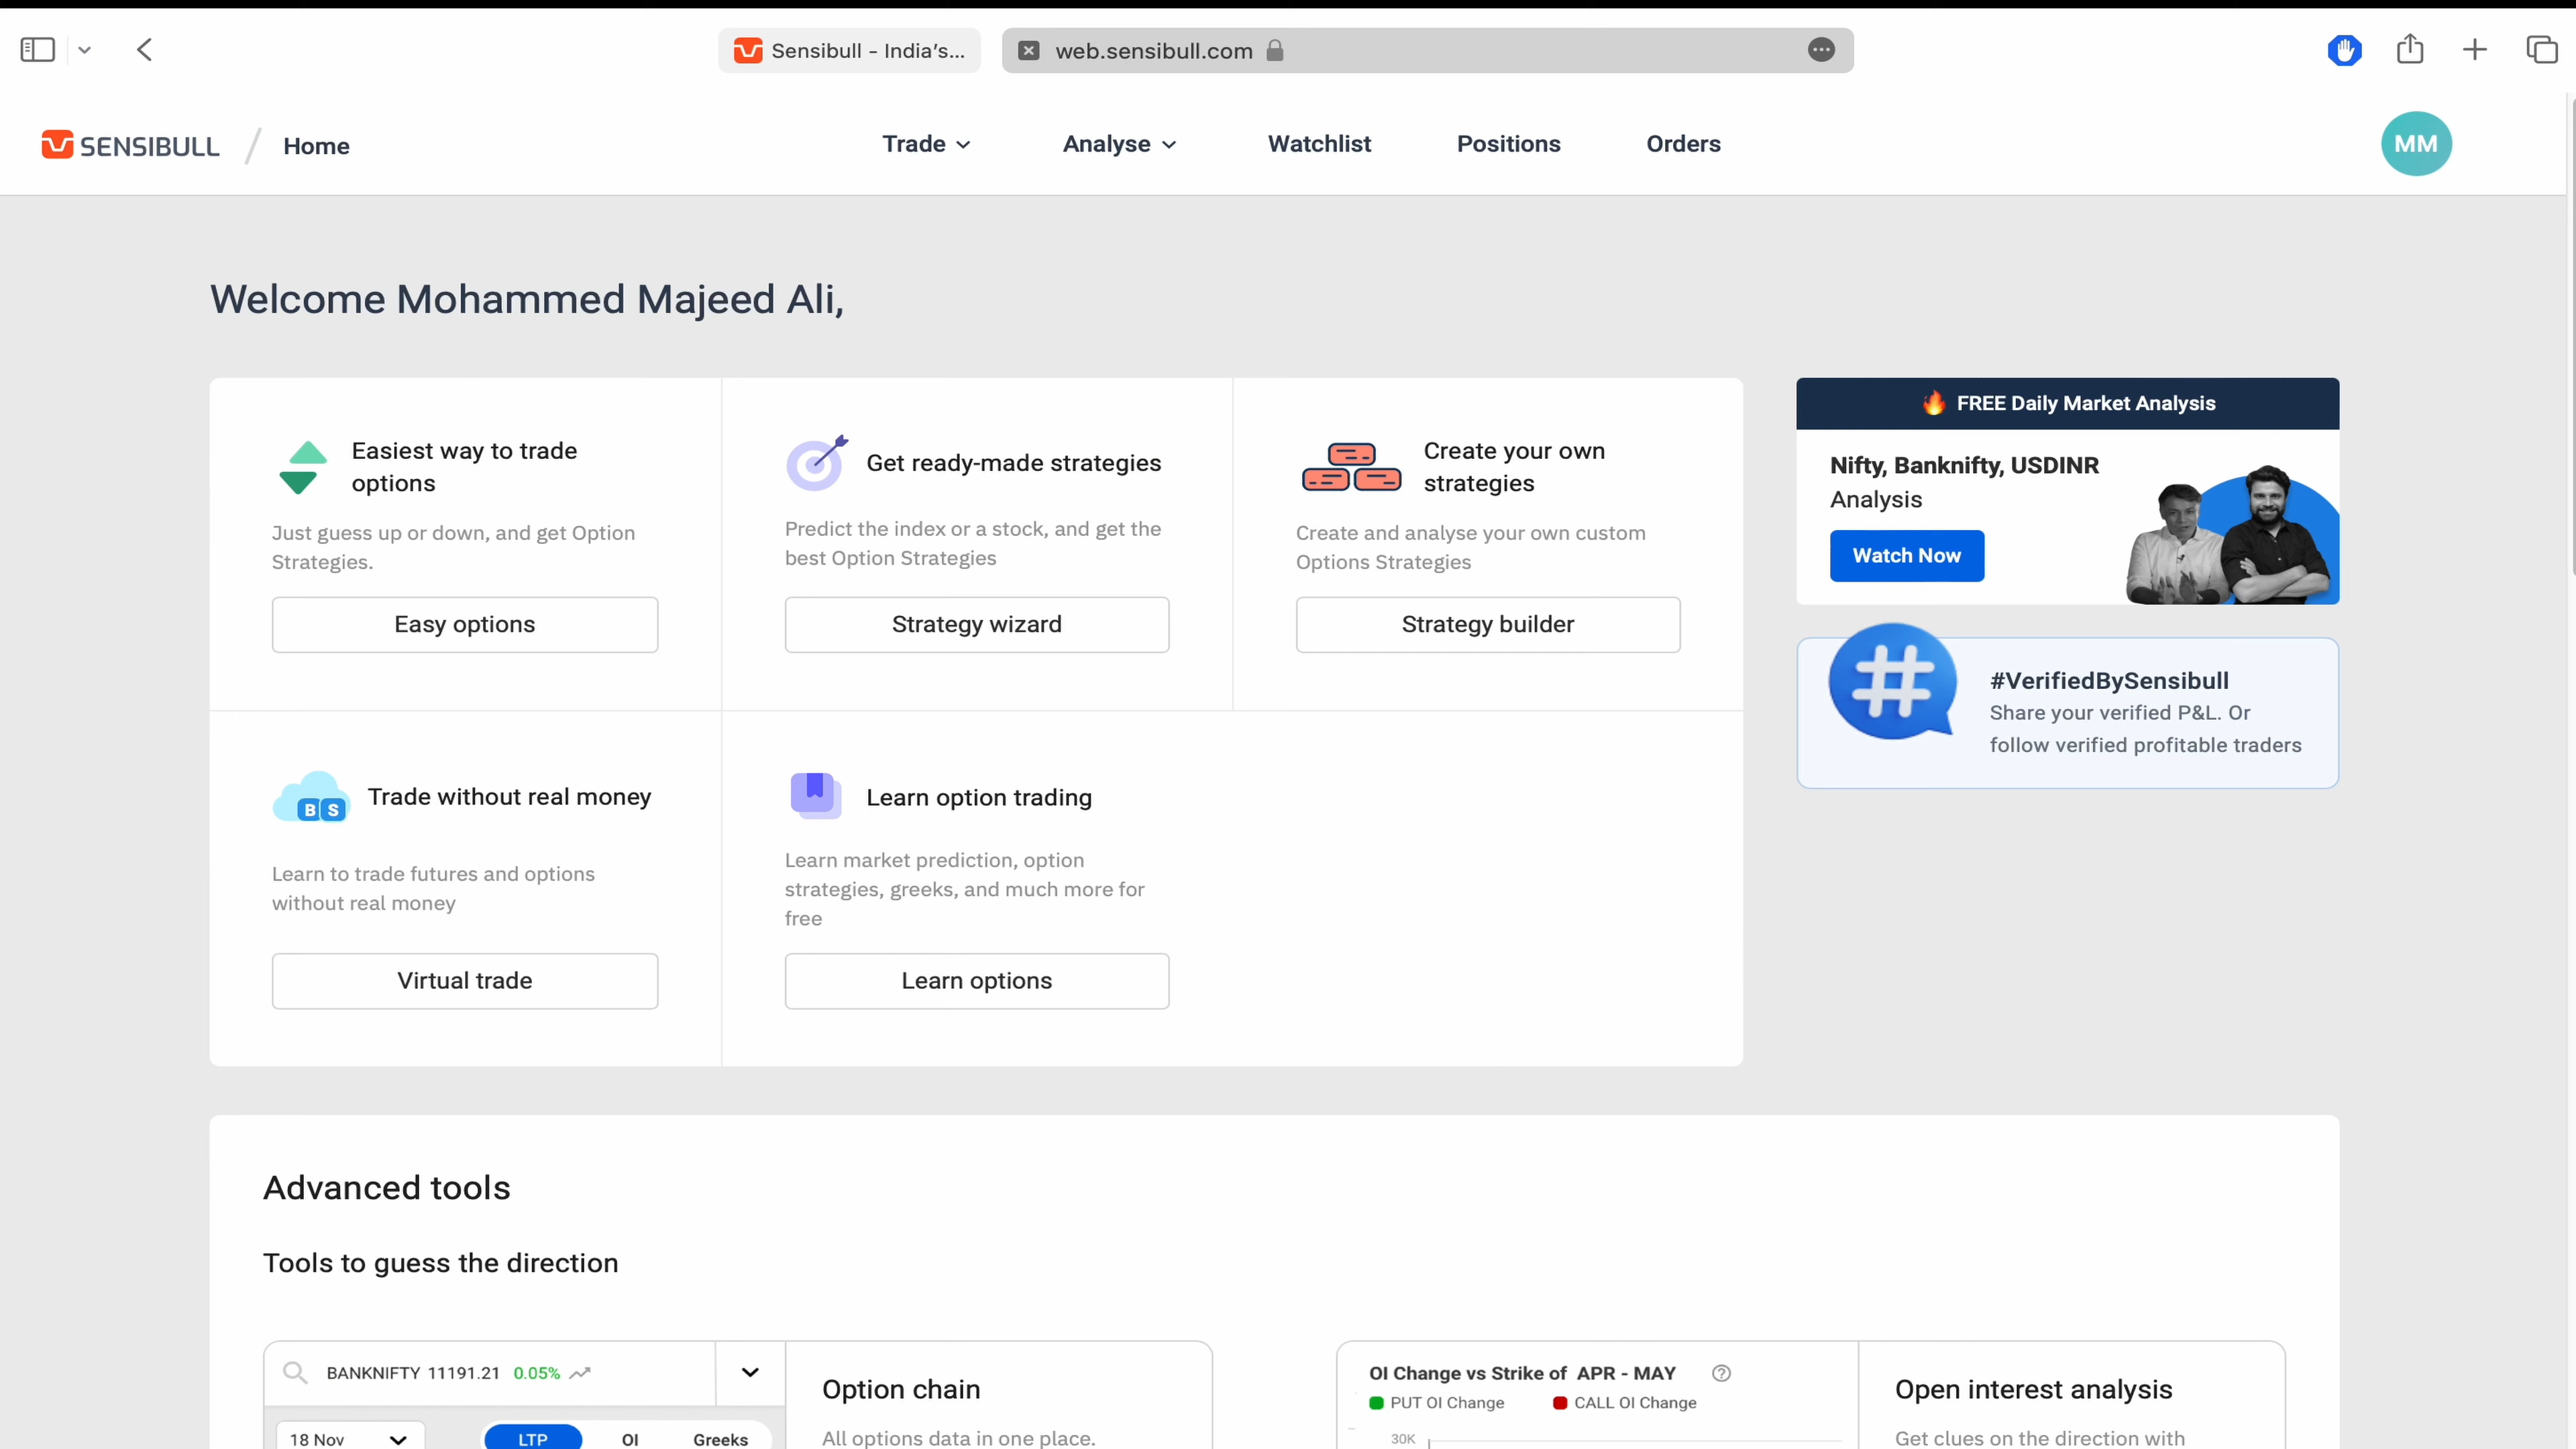 Sensibull - India's...
web.sensibull.com
SENSIBULL / Home
Trade
Analyse
Watchlist
Positions
Orders
MM
Welcome Mohammed Majeed Ali,
Easiest way to trade
options
Just guess up or down, and get Option
Strategies.
Easy options
Get ready-made strategies
Predict the index or a stock, and get the
best Option Strategies
Strategy wizard
Create your own
strategies
Create and analyse your own custom
Options Strategies
Strategy builder
FREE Daily Market Analysis
Nifty, Banknifty, USDINR
Analysis
Watch Now
#
#VerifiedBySensibull
Share your verified P&L. Or
follow verified profitable traders
B S
Trade without real money
Learn to trade futures and options
without real money
Virtual trade
Learn option trading
Learn market prediction, option
strategies, greeks, and much more for
free
Learn options
Advanced tools
Tools to guess the direction
BANKNIFTY 11191.21 0.05%
18 Nov
LTP
OI
Greeks
Option chain
All options data in one place.
OI Change vs Strike of APR - MAY
PUT OI Change
CALL OI Change
30K
Open interest analysis
Get clues on the direction with